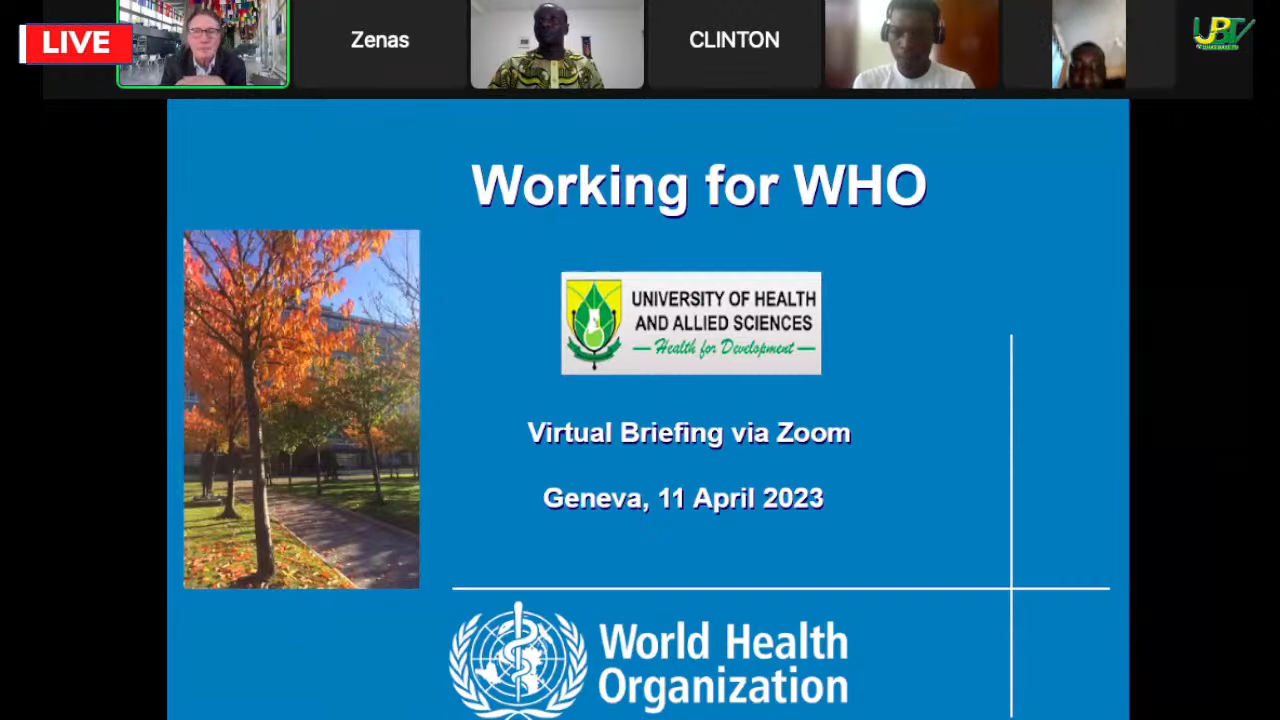 LIVE
Zenas
CLINTON
Working for WHO
UNIVERSITY OF HEALTH
AND ALLIED SCIENCES
Health for Development
Virtual Briefing via Zoom
Geneva, 11 April 2023
World Health
Organization